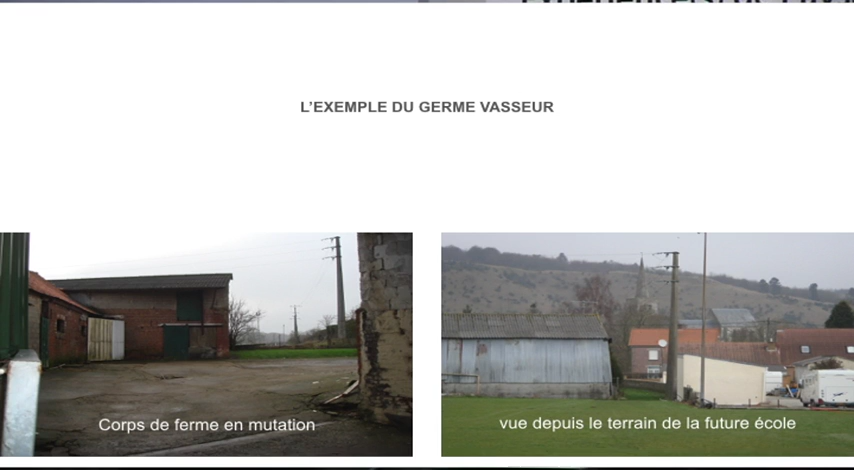 L'EXEMPLE DU GERME VASSEUR
Corps de ferme en mutation
vue depuis le terrain de la future école